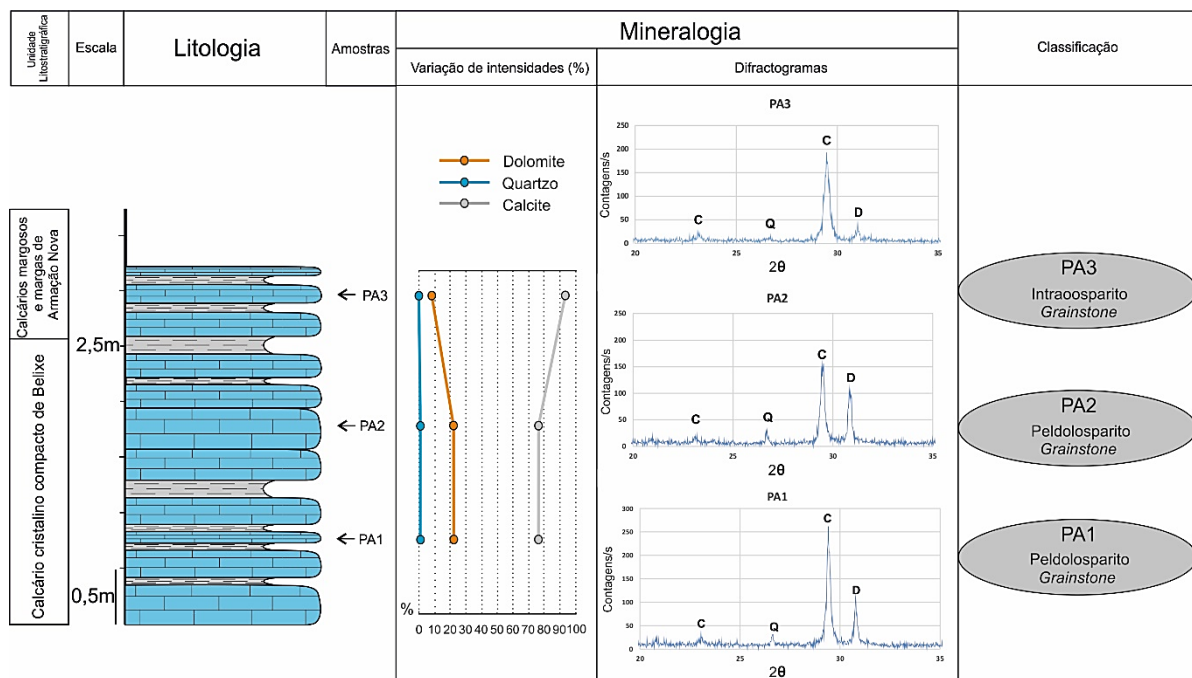 Unidade
Litostratigráfica
Escala
Litologia
Amostras
Mineralogia
Variação de intensidades (%)
Difractogramas
Classificação
Calcários margosos
e margas de
Armação Nova
Calcário cristalino compacto de Belixe
2,5m
0,5m
PA3
PA2
PA1
Dolomite
Quartzo
Calcite
%
0 10 20 30 40 50 60 70 80 90 100
PA3
Contagens/s
250
200
150
100
50
0
C
Q
C
D
20 25 30 35
2θ
PA2
Contagens/s
250
200
150
100
50
0
C
Q
C
D
20 25 30 35
2θ
PA1
Contagens/s
300
250
200
150
100
50
0
C
Q
C
D
20 25 30 35
2θ
PA3
Intraoosparito
Grainstone
PA2
Peldolosparito
Grainstone
PA1
Peldolosparito
Grainstone